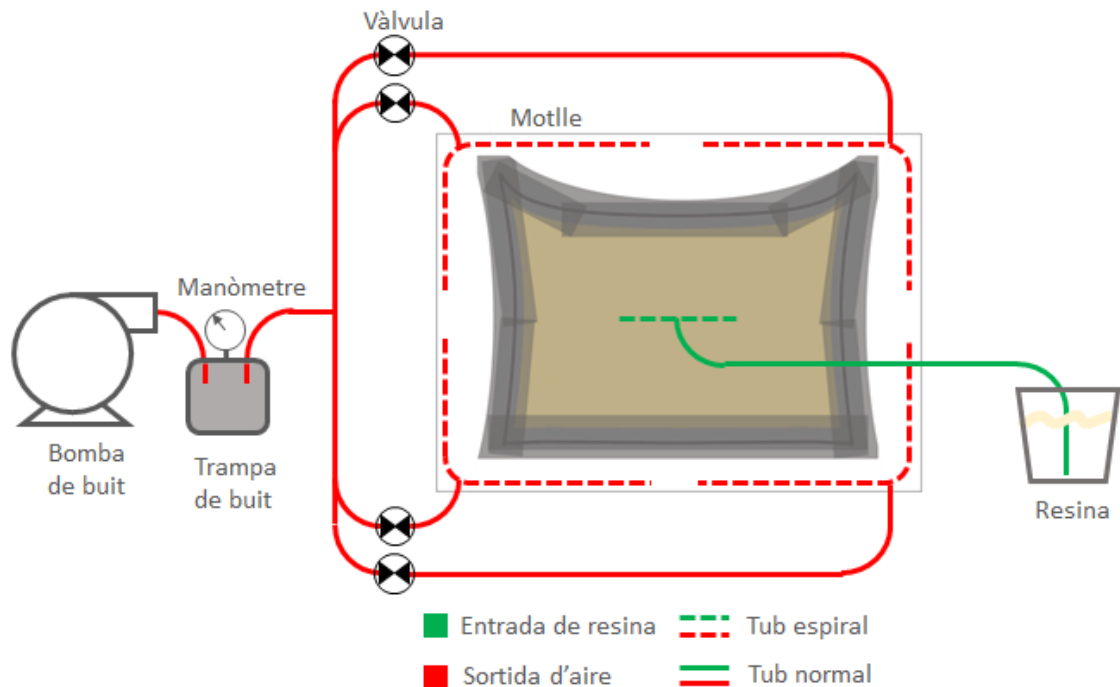 Vàlvula
Motlle
Manòmetre
Bomba
de buit
Trampa
de buit
Resina
Entrada de resina
Tub espiral
Sortida d'aire
Tub normal